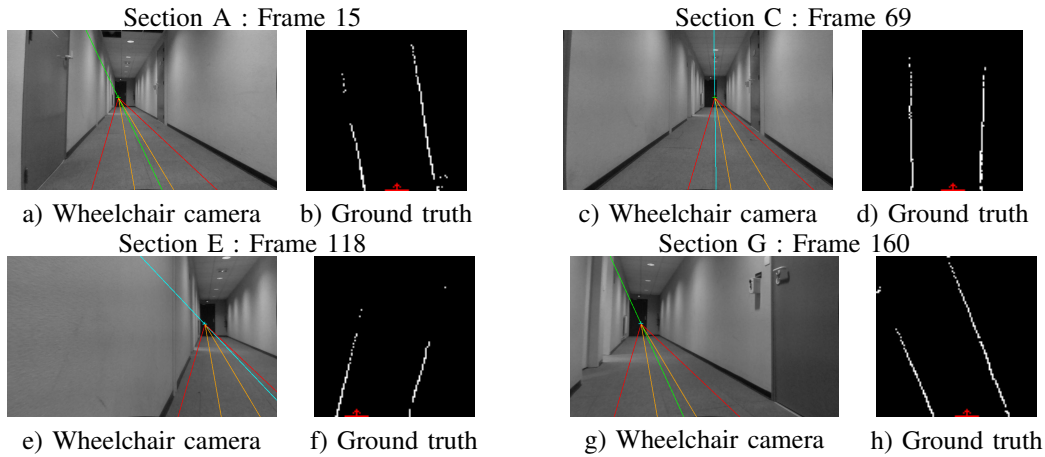 Section A : Frame 15
Section C : Frame 69
a) Wheelchair camera
b) Ground truth
c) Wheelchair camera
d) Ground truth
Section E : Frame 118
Section G : Frame 160
e) Wheelchair camera
f) Ground truth
g) Wheelchair camera
h) Ground truth